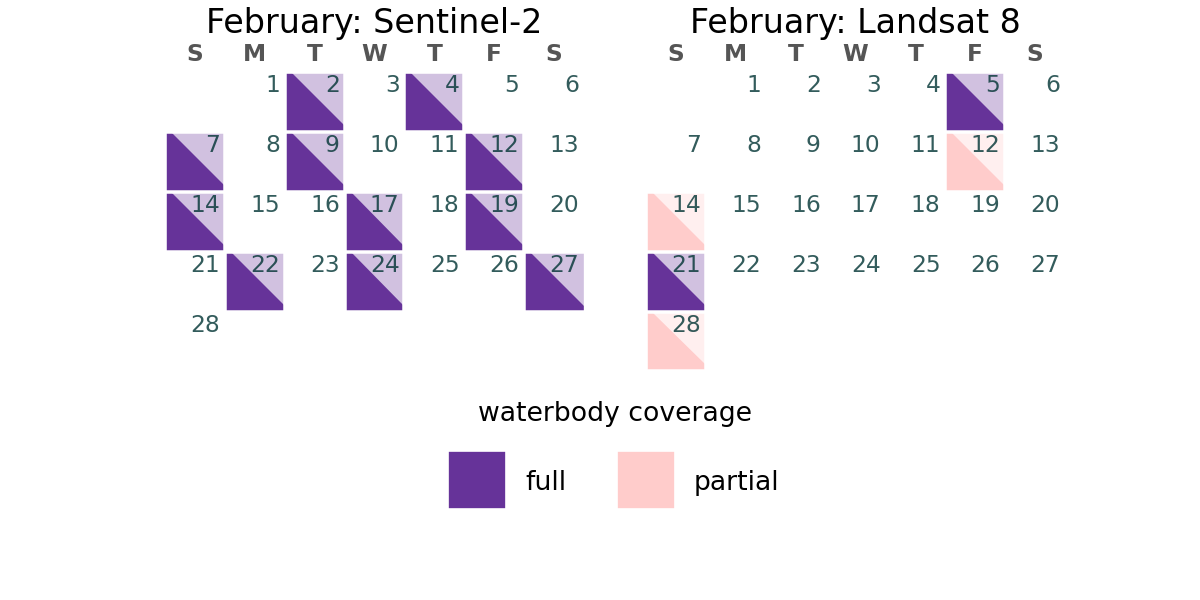 February: Sentinel-2
S M T W T F S
1 2 3 4 5 6
7 8 9 10 11 12 13
14 15 16 17 18 19 20
21 22 23 24 25 26 27
28
February: Landsat 8
S M T W T F S
1 2 3 4 5 6
7 8 9 10 11 12 13
14 15 16 17 18 19 20
21 22 23 24 25 26 27
28
waterbody coverage
full
partial